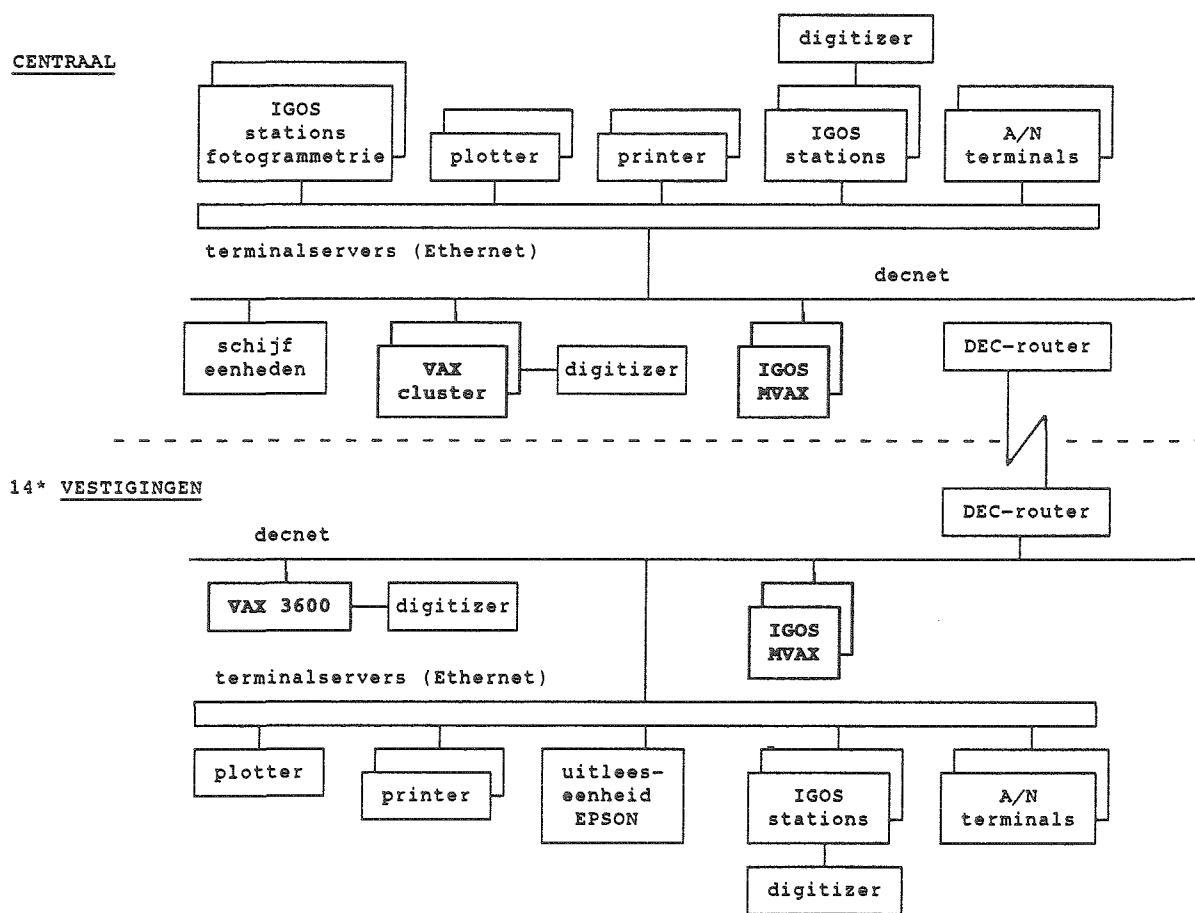 digitizer
CENTRAAL
IGOS
stations
fotogrammetrie
plotter
printer
IGOS
stations
A/N
terminals
terminalservers (Ethernet)
decnet
schijf
eenheden
VAX
cluster
digitizer
IGOS
MVAX
DEC-router
14* VESTIGINGEN
DEC-router
decnet
VAX 3600
digitizer
IGOS
MVAX
terminalservers (Ethernet)
plotter
printer
uitlees-
eenheid
EPSON
IGOS
stations
A/N
terminals
digitizer